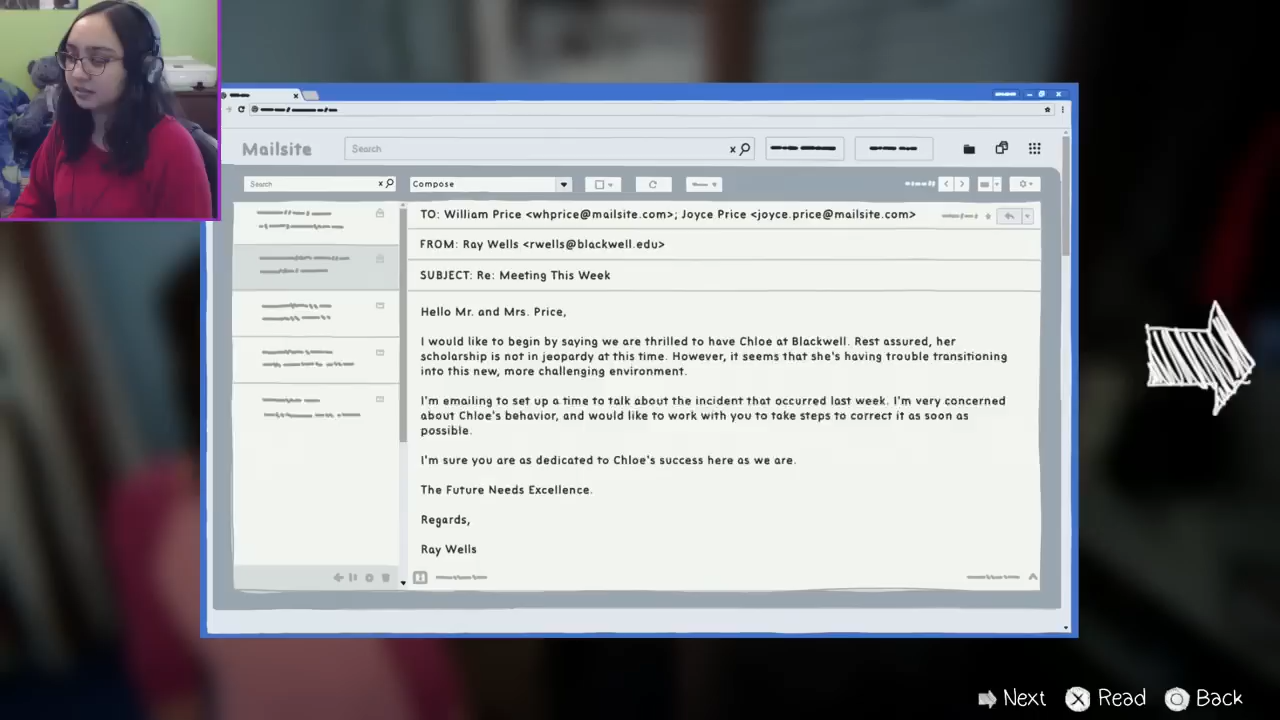 Mailsite
Search
x
Search
x
Compose
TO: William Price <whprice@mailsite.com>; Joyce Price <joyce.price@mailsite.com>
FROM: Ray Wells <rwells@blackwell.edu>
SUBJECT: Re: Meeting This Week
Hello Mr. and Mrs. Price,
I would like to begin by saying we are thrilled to have Chloe at Blackwell. Rest assured, her
scholarship is not in jeopardy at this time. However, it seems that she's having trouble transitioning
into this new, more challenging environment.
I'm emailing to set up a time to talk about the incident that occurred last week. I'm very concerned
about Chloe's behavior, and would like to work with you to take steps to correct it as soon as
possible.
I'm sure you are as dedicated to Chloe's success here as we are.
The Future Needs Excellence.
Regards,
Ray Wells
Next
Read
Back